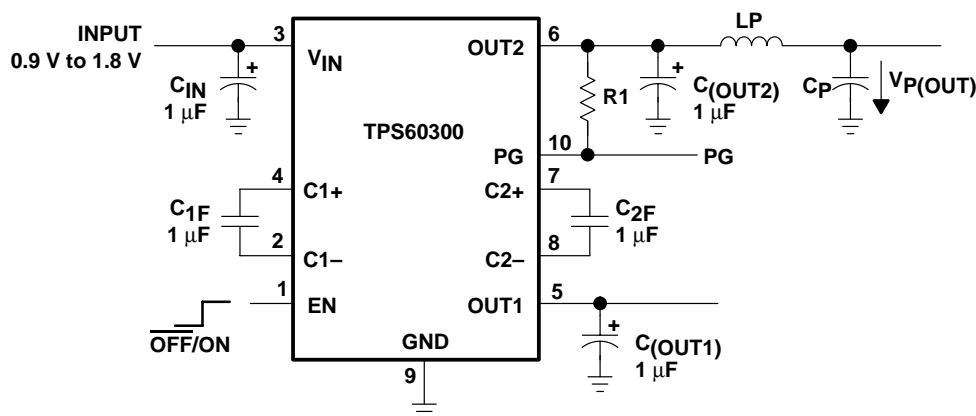 INPUT
0.9 V to 1.8 V
CIN
1 μF
+
3
VIN
TPS60300
OUT2
6
R1
+
C(OUT2)
1 μF
LP
CP
VP(OUT)
PG
10
PG
4
C1+
C1F
1 μF
2
C1–
C2+
7
C2F
1 μF
C2–
8
1
EN
OFF/ON
OUT1
5
+
C(OUT1)
1 μF
GND
9